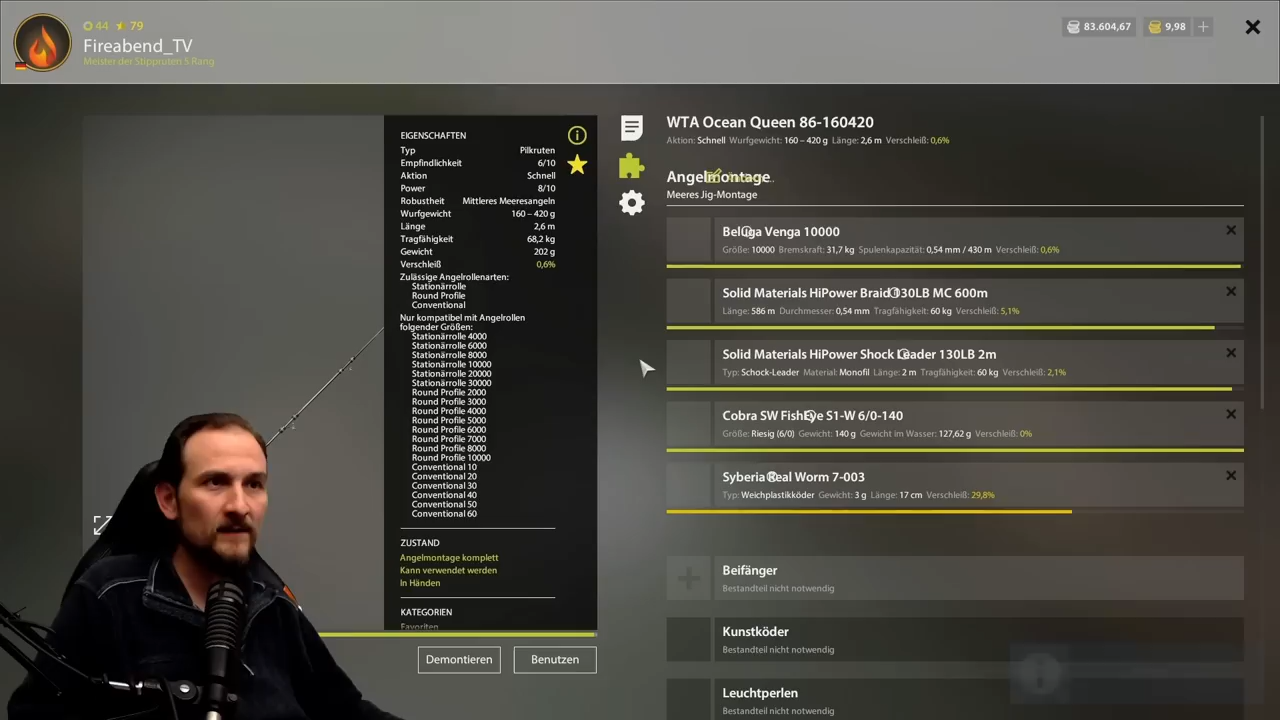 44 79
Fireabend_TV
Meister der Stippruten 5 Rang
83.604,67 9,98
EIGENSCHAFTEN
Typ Pilkruten
Empfindlichkeit 6/10
Aktion Schnell
Power 8/10
Robustheit Mittleres Meeresangeln
Wurfgewicht 160 – 420 g
Länge 2,6 m
Tragfähigkeit 68,2 kg
Gewicht 202 g
Verschleiß 0,6%
Zulässige Angelrollenarten:
Stationärrolle
Round Profile
Conventional
Nur kompatibel mit Angelrollen
folgender Größen:
Stationärrolle 4000
Stationärrolle 6000
Stationärrolle 8000
Stationärrolle 10000
Stationärrolle 20000
Stationärrolle 30000
Round Profile 2000
Round Profile 3000
Round Profile 4000
Round Profile 5000
Round Profile 6000
Round Profile 7000
Round Profile 8000
Round Profile 10000
Conventional 10
Conventional 20
Conventional 30
Conventional 40
Conventional 50
Conventional 60
ZUSTAND
Angelmontage komplett
Kann verwendet werden
In Händen
KATEGORIEN
Favoriten
Demontieren Benutzen
WTA Ocean Queen 86-160420
Aktion: Schnell Wurfgewicht: 160 – 420 g Länge: 2,6 m Verschleiß: 0,6%
Angelmontage
Meeres Jig-Montage
Beluga Venga 10000
Größe: 10000 Bremskraft: 31,7 kg Spulenkapazität: 0,54 mm / 430 m Verschleiß: 0,6%
Solid Materials HiPower Braid 130LB MC 600m
Länge: 586 m Durchmesser: 0,54 mm Tragfähigkeit: 60 kg Verschleiß: 5,1%
Solid Materials HiPower Shock Leader 130LB 2m
Typ: Schock-Leader Material: Monofil Länge: 2 m Tragfähigkeit: 60 kg Verschleiß: 2,1%
Cobra SW FishEye S1-W 6/0-140
Größe: Riesig (6/0) Gewicht: 140 g Gewicht im Wasser: 127,62 g Verschleiß: 0%
Syberia Real Worm 7-003
Typ: Weichplastikköder Gewicht: 3 g Länge: 17 cm Verschleiß: 29,8%
Beifänger
Bestandteil nicht notwendig
Kunstköder
Bestandteil nicht notwendig
Leuchtperlen
Bestandteil nicht notwendig